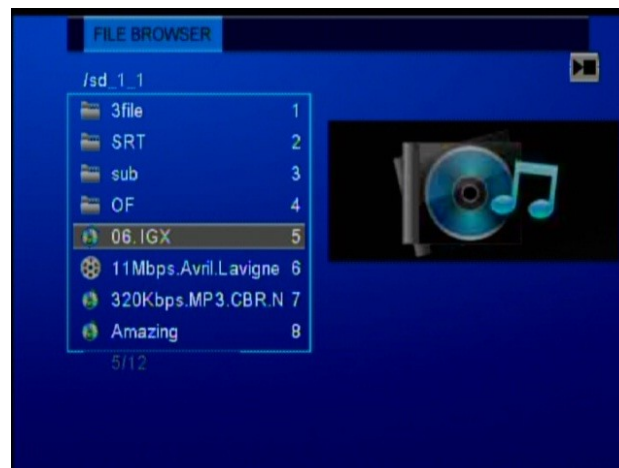 FILE BROWSER
/sd_1_1
3file 1
SRT 2
sub 3
OF 4
06.IGX 5
11Mbps.Avril.Lavigne 6
320Kbps.MP3.CBR.N 7
Amazing 8
5/12